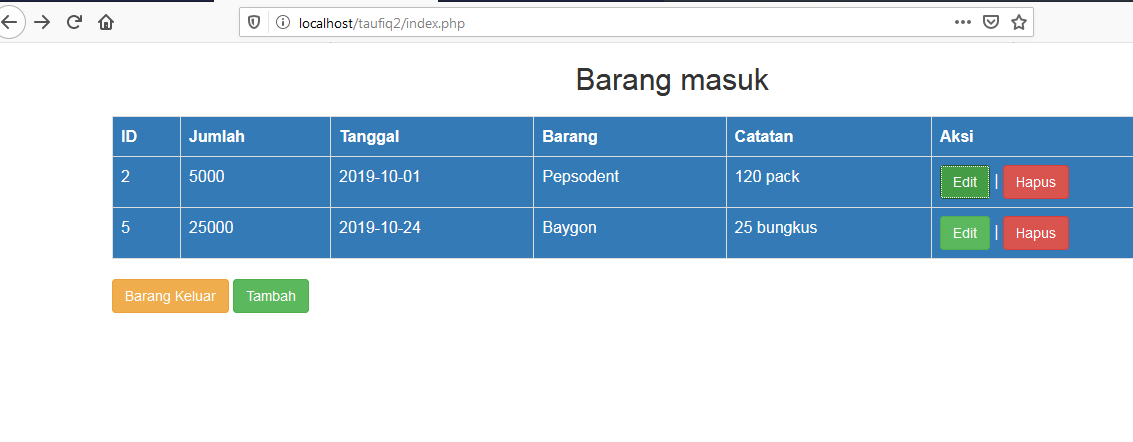 localhost/taufiq2/index.php
Barang masuk
ID Jumlah Tanggal Barang Catatan Aksi
2 5000 2019-10-01 Pepsodent 120 pack Edit | Hapus
5 25000 2019-10-24 Baygon 25 bungkus Edit | Hapus
Barang Keluar Tambah